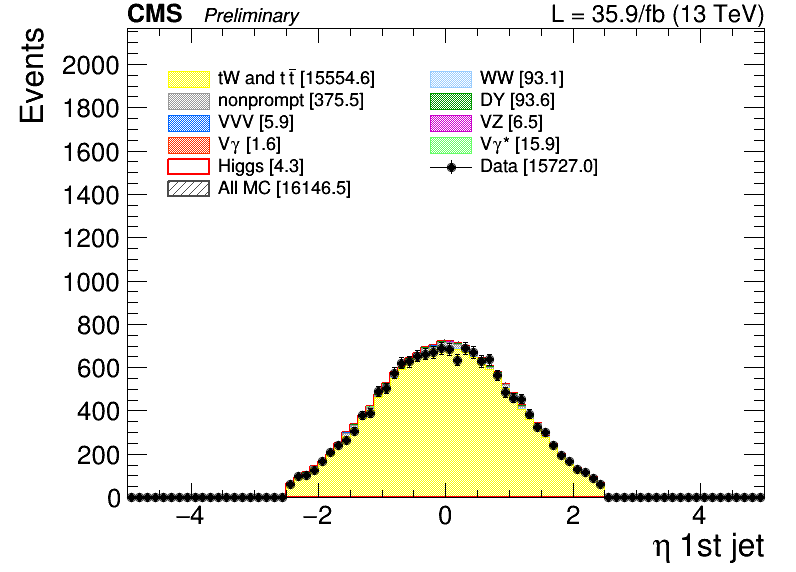 CMS Preliminary L = 35.9/fb (13 TeV)
Events
2000
1800
1600
1400
1200
1000
800
600
400
200
0
tW and t t̄ [15554.6]
nonprompt [375.5]
VVV [5.9]
Vγ [1.6]
Higgs [4.3]
All MC [16146.5]
WW [93.1]
DY [93.6]
VZ [6.5]
Vγ* [15.9]
Data [15727.0]
−4 −2 0 2 4
η 1st jet